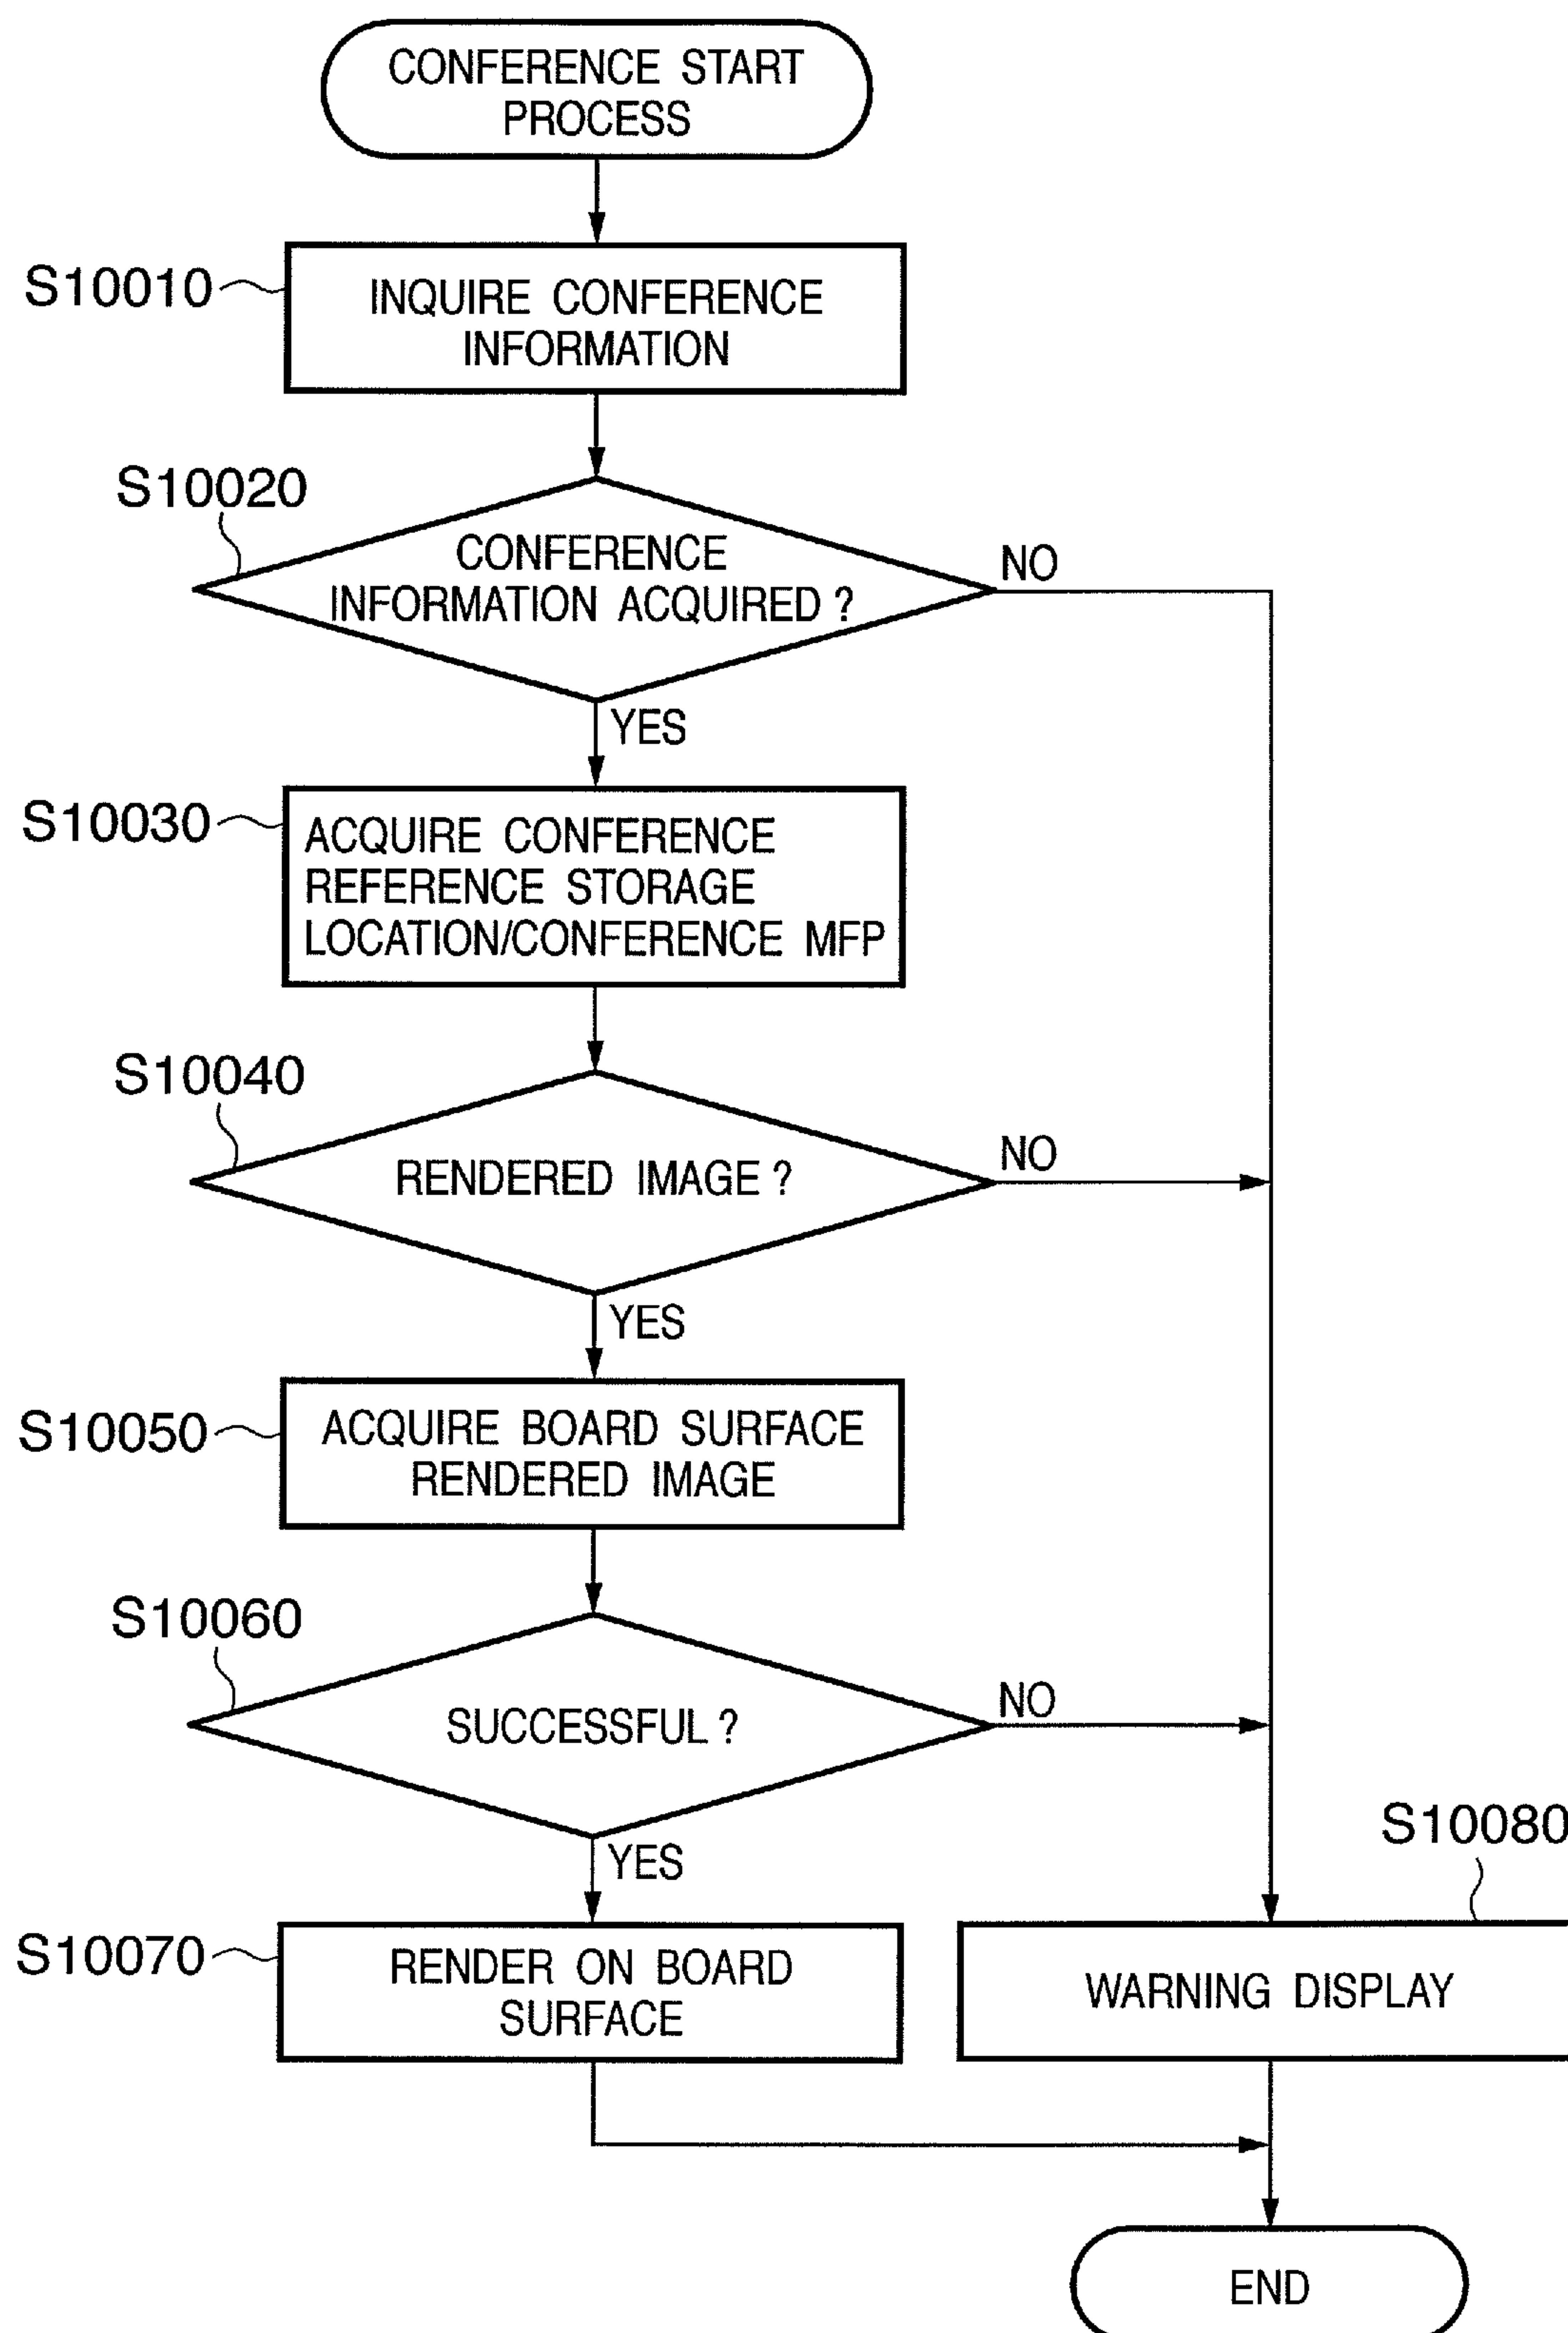 CONFERENCE START
PROCESS
S10010
INQUIRE CONFERENCE
INFORMATION
S10020
CONFERENCE
INFORMATION ACQUIRED ?
NO
YES
S10030
ACQUIRE CONFERENCE
REFERENCE STORAGE
LOCATION/CONFERENCE MFP
S10040
RENDERED IMAGE ?
NO
YES
S10050
ACQUIRE BOARD SURFACE
RENDERED IMAGE
S10060
SUCCESSFUL ?
NO
YES
S10070
RENDER ON BOARD
SURFACE
S10080
WARNING DISPLAY
END